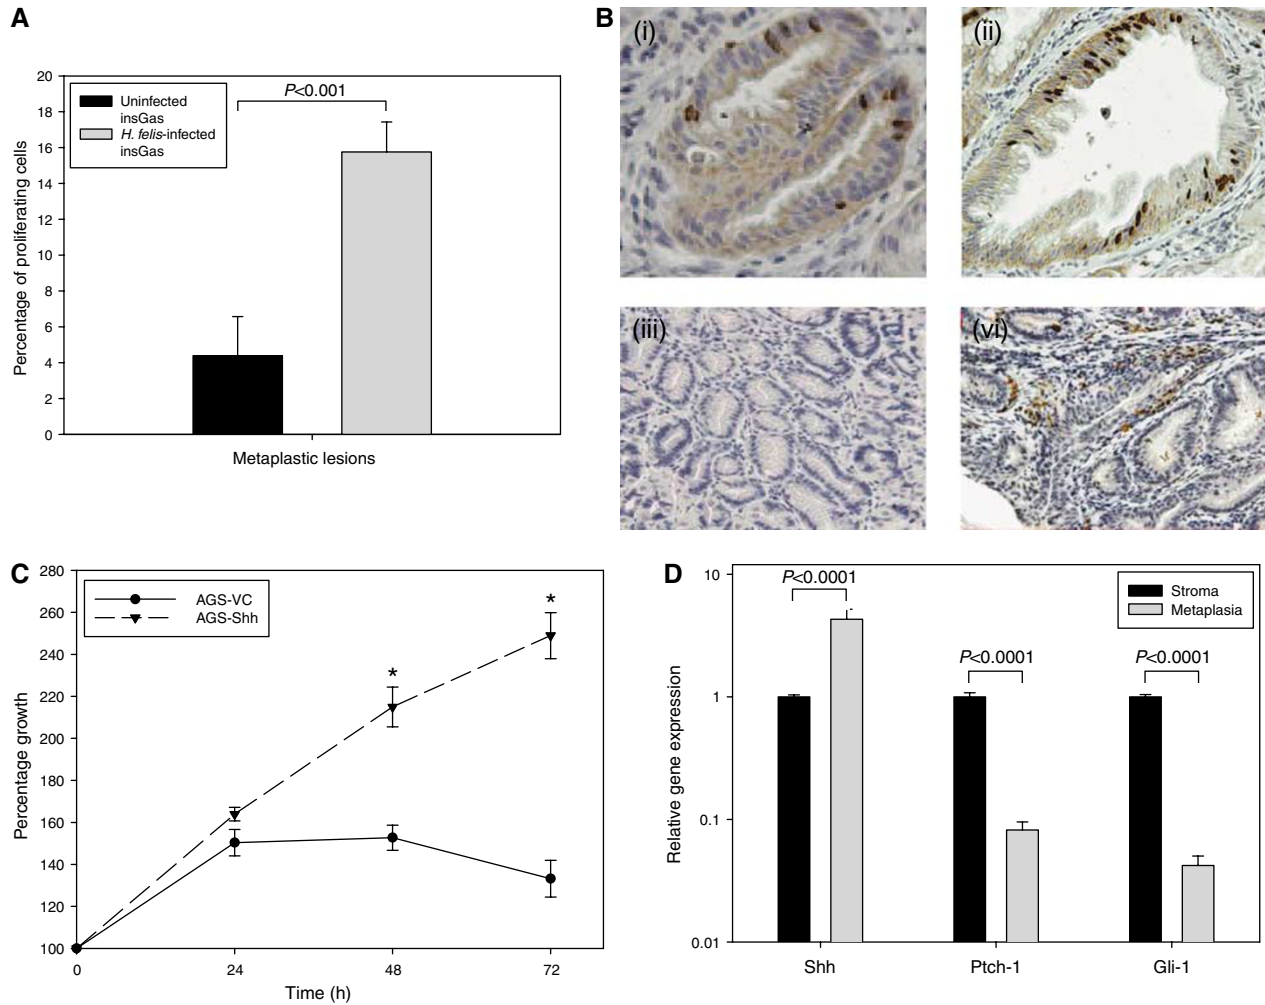 A
Percentage of proliferating cells
20
18
16
14
12
10
8
6
4
2
0
Uninfected
insGas
H. felis-infected
insGas
P<0.001
Metaplastic lesions
B
(i)
(ii)
(iii)
(vi)
C
Percentage growth
280
260
240
220
200
180
160
140
120
100
AGS-VC
AGS-Shh
*
*
0 24 48 72
Time (h)
D
Relative gene expression
10
1
0.1
0.01
P<0.0001
P<0.0001
P<0.0001
Stroma
Metaplasia
Shh Ptch-1 Gli-1